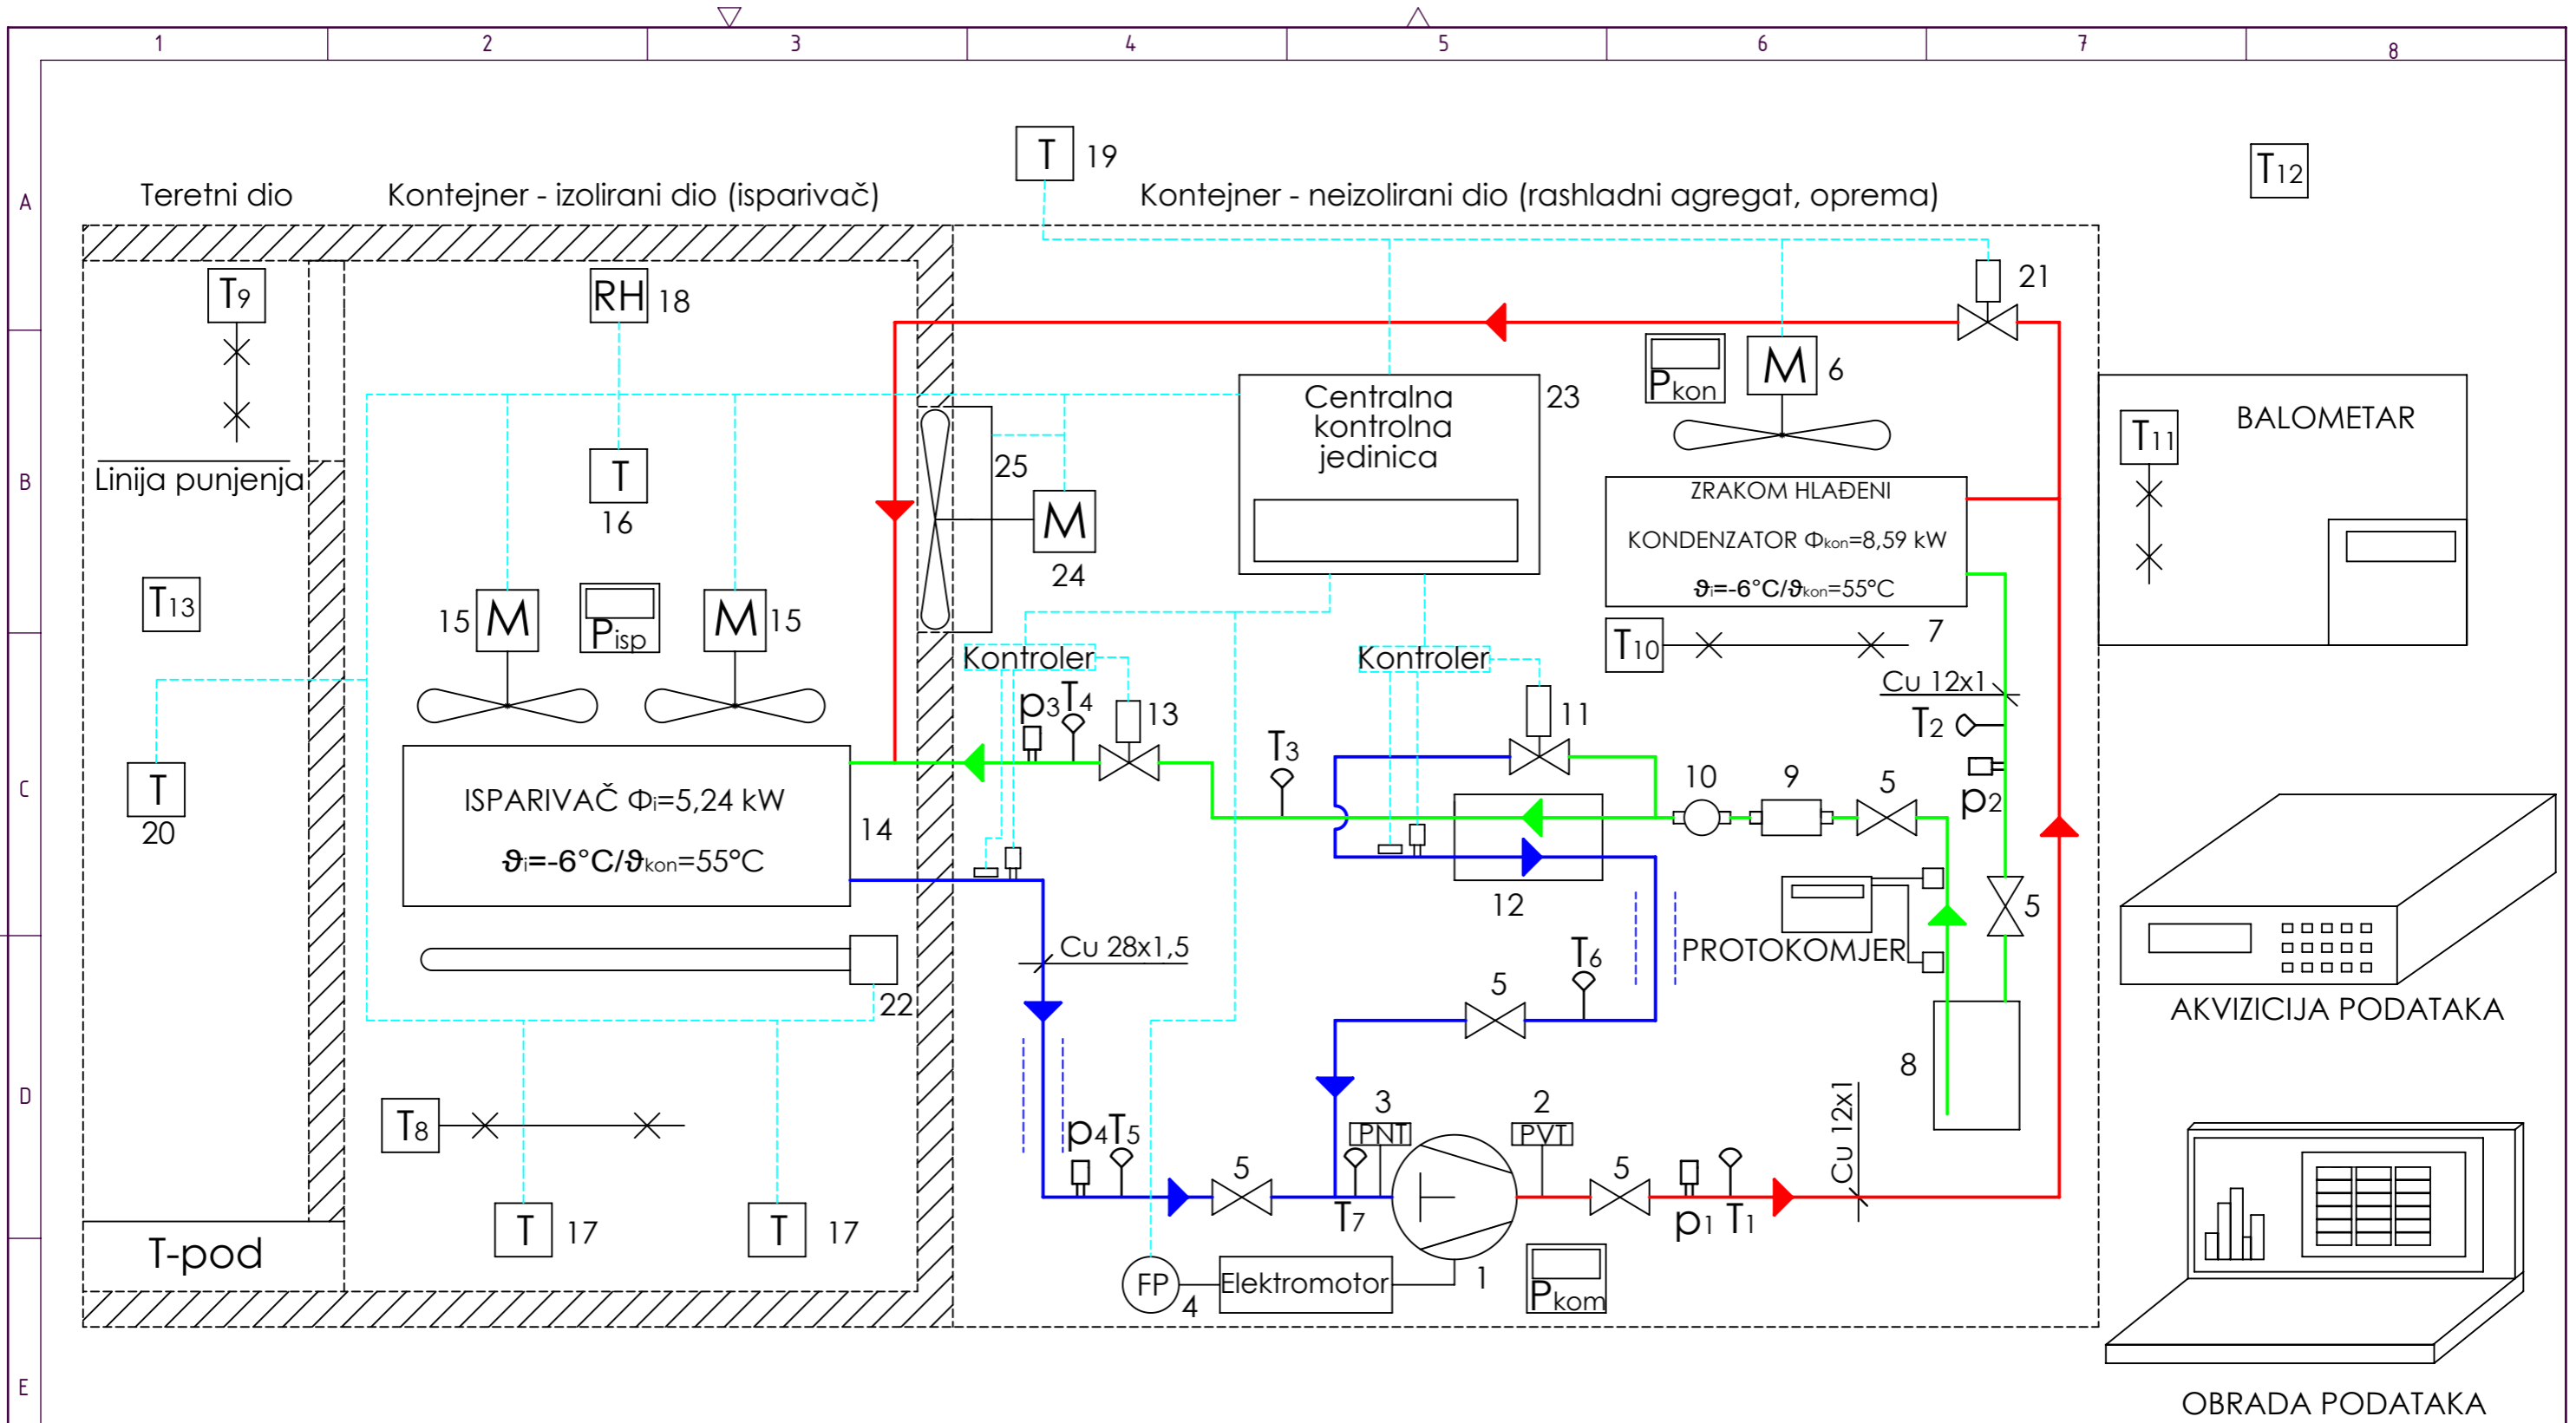 1 2 3 4 5 6 7 8
A
B
C
D
E
Teretni dio
Kontejner - izolirani dio (isparivač)
T 19
Kontejner - neizolirani dio (rashladni agregat, oprema)
T12
T9
RH 18
21
Linija punjenja
T
16
25
M
24
Centralna
kontrolna
jedinica
23
Pkon
M 6
ZRAKOM HLAĐENI
KONDENZATOR Φkon=8,59 kW
ϑi=-6°C/ϑkon=55°C
T11
BALOMETAR
T13
15 M
Pisp
M 15
Kontroler
Kontroler
T10
7
Cu 12x1
T2
p2
p3 T4
13
T3
11
10
9
5
T
20
ISPARIVAČ Φi=5,24 kW
ϑi=-6°C/ϑkon=55°C
14
12
5
PROTOKOMJER
Cu 28x1,5
22
5
T6
8
AKVIZICIJA PODATAKA
T8
p4 T5
5
3
PNT
2
PVT
5
Cu 12x1
T7
p1 T1
T 17
T 17
T-pod
FP
4
Elektromotor
1
Pkom
OBRADA PODATAKA